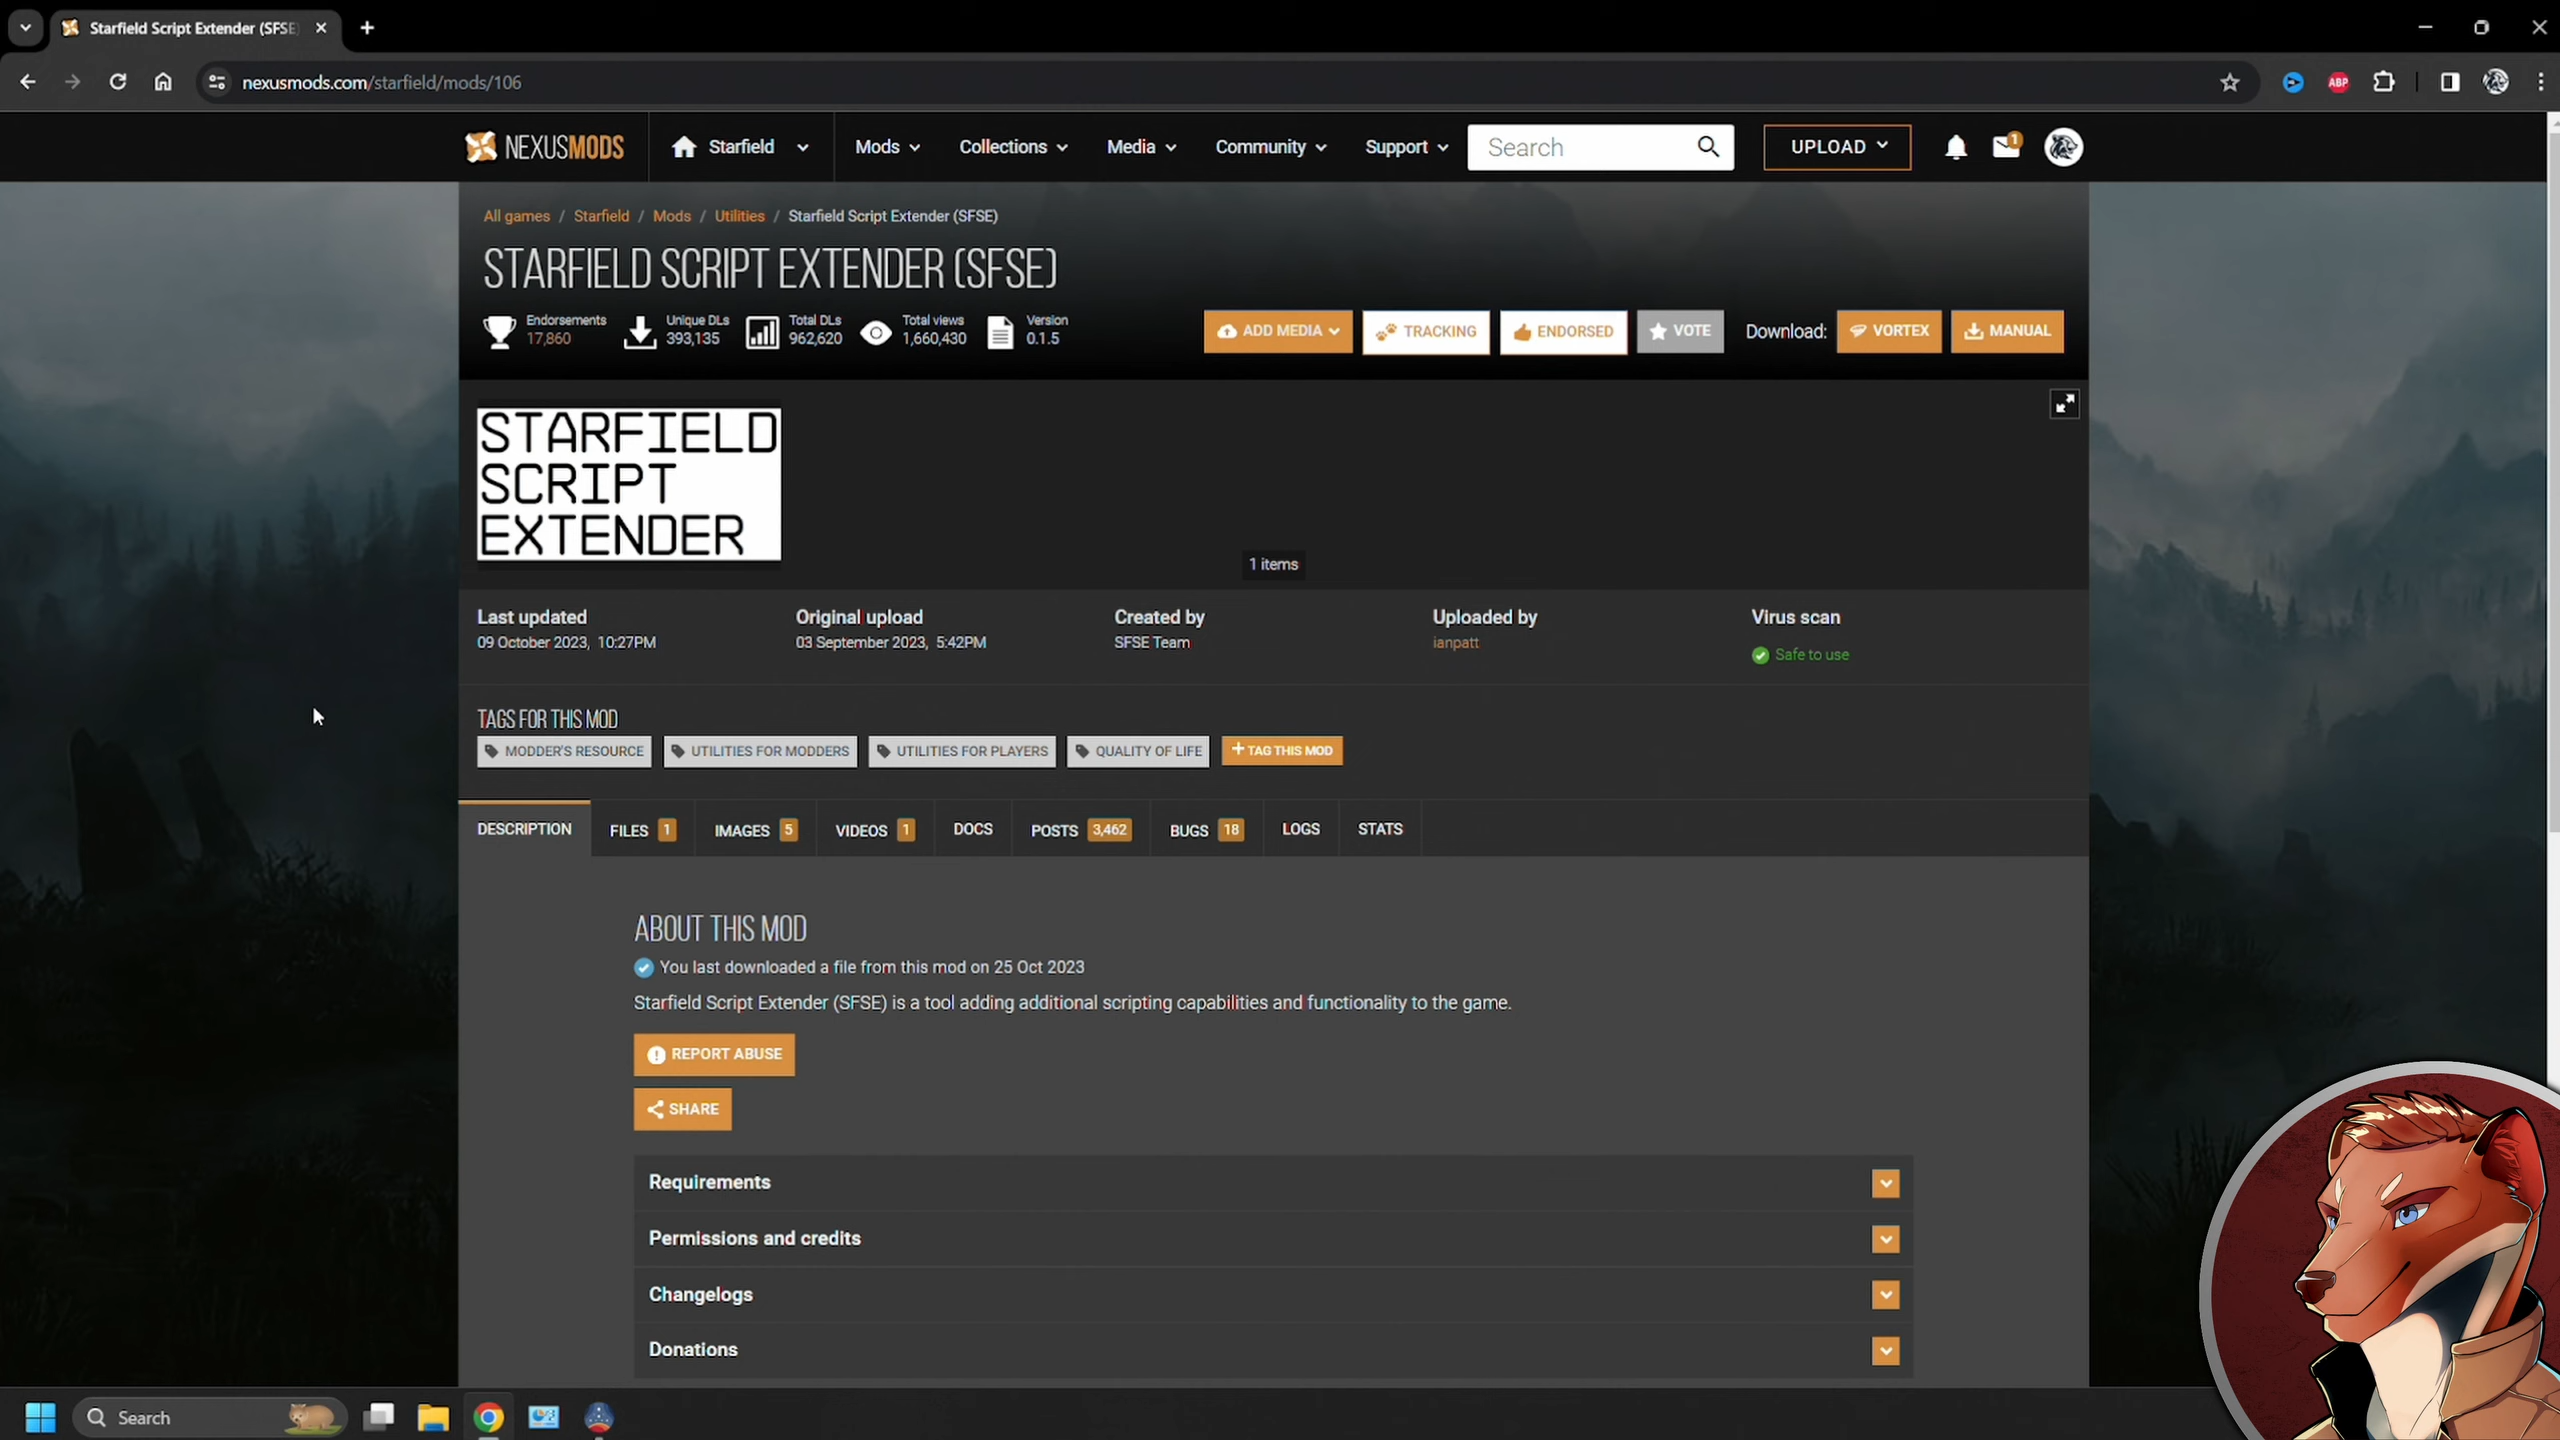 Starfield Script Extender (SFSE
nexusmods.com/starfield/mods/106
ABP
NEXUSMODS Starfield Mods Collections Media Community Support Search UPLOAD 1
All games / Starfield / Mods / Utilities / Starfield Script Extender (SFSE)
STARFIELD SCRIPT EXTENDER (SFSE)
Endorsements
17,860
Unique DLs
393,135
Total DLs
962,620
Total views
1,660,430
Version
0.1.5
ADD MEDIA TRACKING ENDORSED VOTE Download: VORTEX MANUAL
STARFIELD
SCRIPT
EXTENDER
1 items
Last updated
09 October 2023, 10:27PM
Original upload
03 September 2023, 5:42PM
Created by
SFSE Team
Uploaded by
ianpatt
Virus scan
Safe to use
TAGS FOR THIS MOD
MODDER'S RESOURCE UTILITIES FOR MODDERS UTILITIES FOR PLAYERS QUALITY OF LIFE + TAG THIS MOD
DESCRIPTION FILES 1 IMAGES 5 VIDEOS 1 DOCS POSTS 3,462 BUGS 18 LOGS STATS
ABOUT THIS MOD
You last downloaded a file from this mod on 25 Oct 2023
Starfield Script Extender (SFSE) is a tool adding additional scripting capabilities and functionality to the game.
REPORT ABUSE
SHARE
Requirements
Permissions and credits
Changelogs
Donations
Search